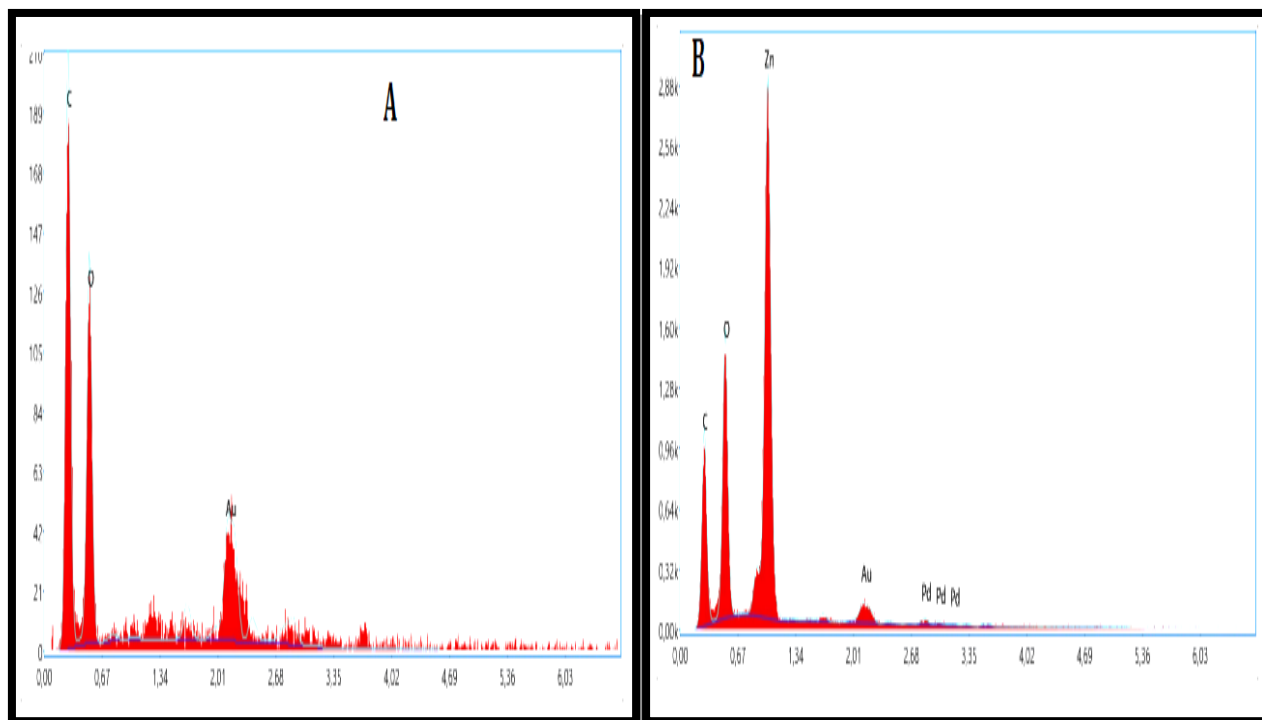 A
210
189
168
147
126
105
84
63
42
21
0
C
O
Au
0,00 0,67 1,34 2,01 2,68 3,35 4,02 4,69 5,36 6,03
B
2,88k
2,56k
2,24k
1,92k
1,60k
1,28k
0,96k
0,64k
0,32k
0,00k
C
O
Zn
Au
Pd Pd Pd
0,00 0,67 1,34 2,01 2,68 3,35 4,02 4,69 5,36 6,03